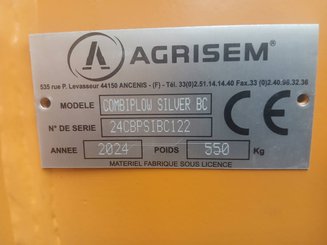 AGRISEM®
535 rue P. Levasseur 44150 ANCENIS - (F) - Tél. 33(0)2.51.14.14.40 Fax.33 (0)2.40.96.32.36
MODELE COMBIPLOW SILVER BC
N° DE SERIE 24CBPSIBC122
CE
ANNEE 2024 POIDS 550 Kg
MATERIEL FABRIQUE SOUS LICENCE